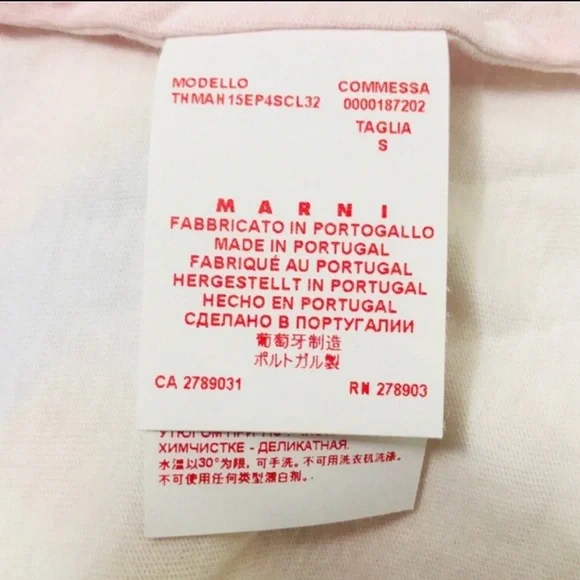 MODELLO COMMESSA
THMAH15EP4SCL32 0000187202
TAGLIA
S
MARNI
FABBRICATO IN PORTOGALLO
MADE IN PORTUGAL
FABRIQUÉ AU PORTUGAL
HERGESTELLT IN PORTUGAL
HECHO EN PORTUGAL
СДЕЛАНО В ПОРТУГАЛИИ
葡萄牙制造
ポルトガル製
CA 2789031 RN 278903
УТЮГОМ ПРИ
ХИМЧИСТКЕ - ДЕЛИКАТНАЯ.
水温以30°为限, 可手洗。不可用洗衣机洗涤。
不可使用任何类型漂白剂。